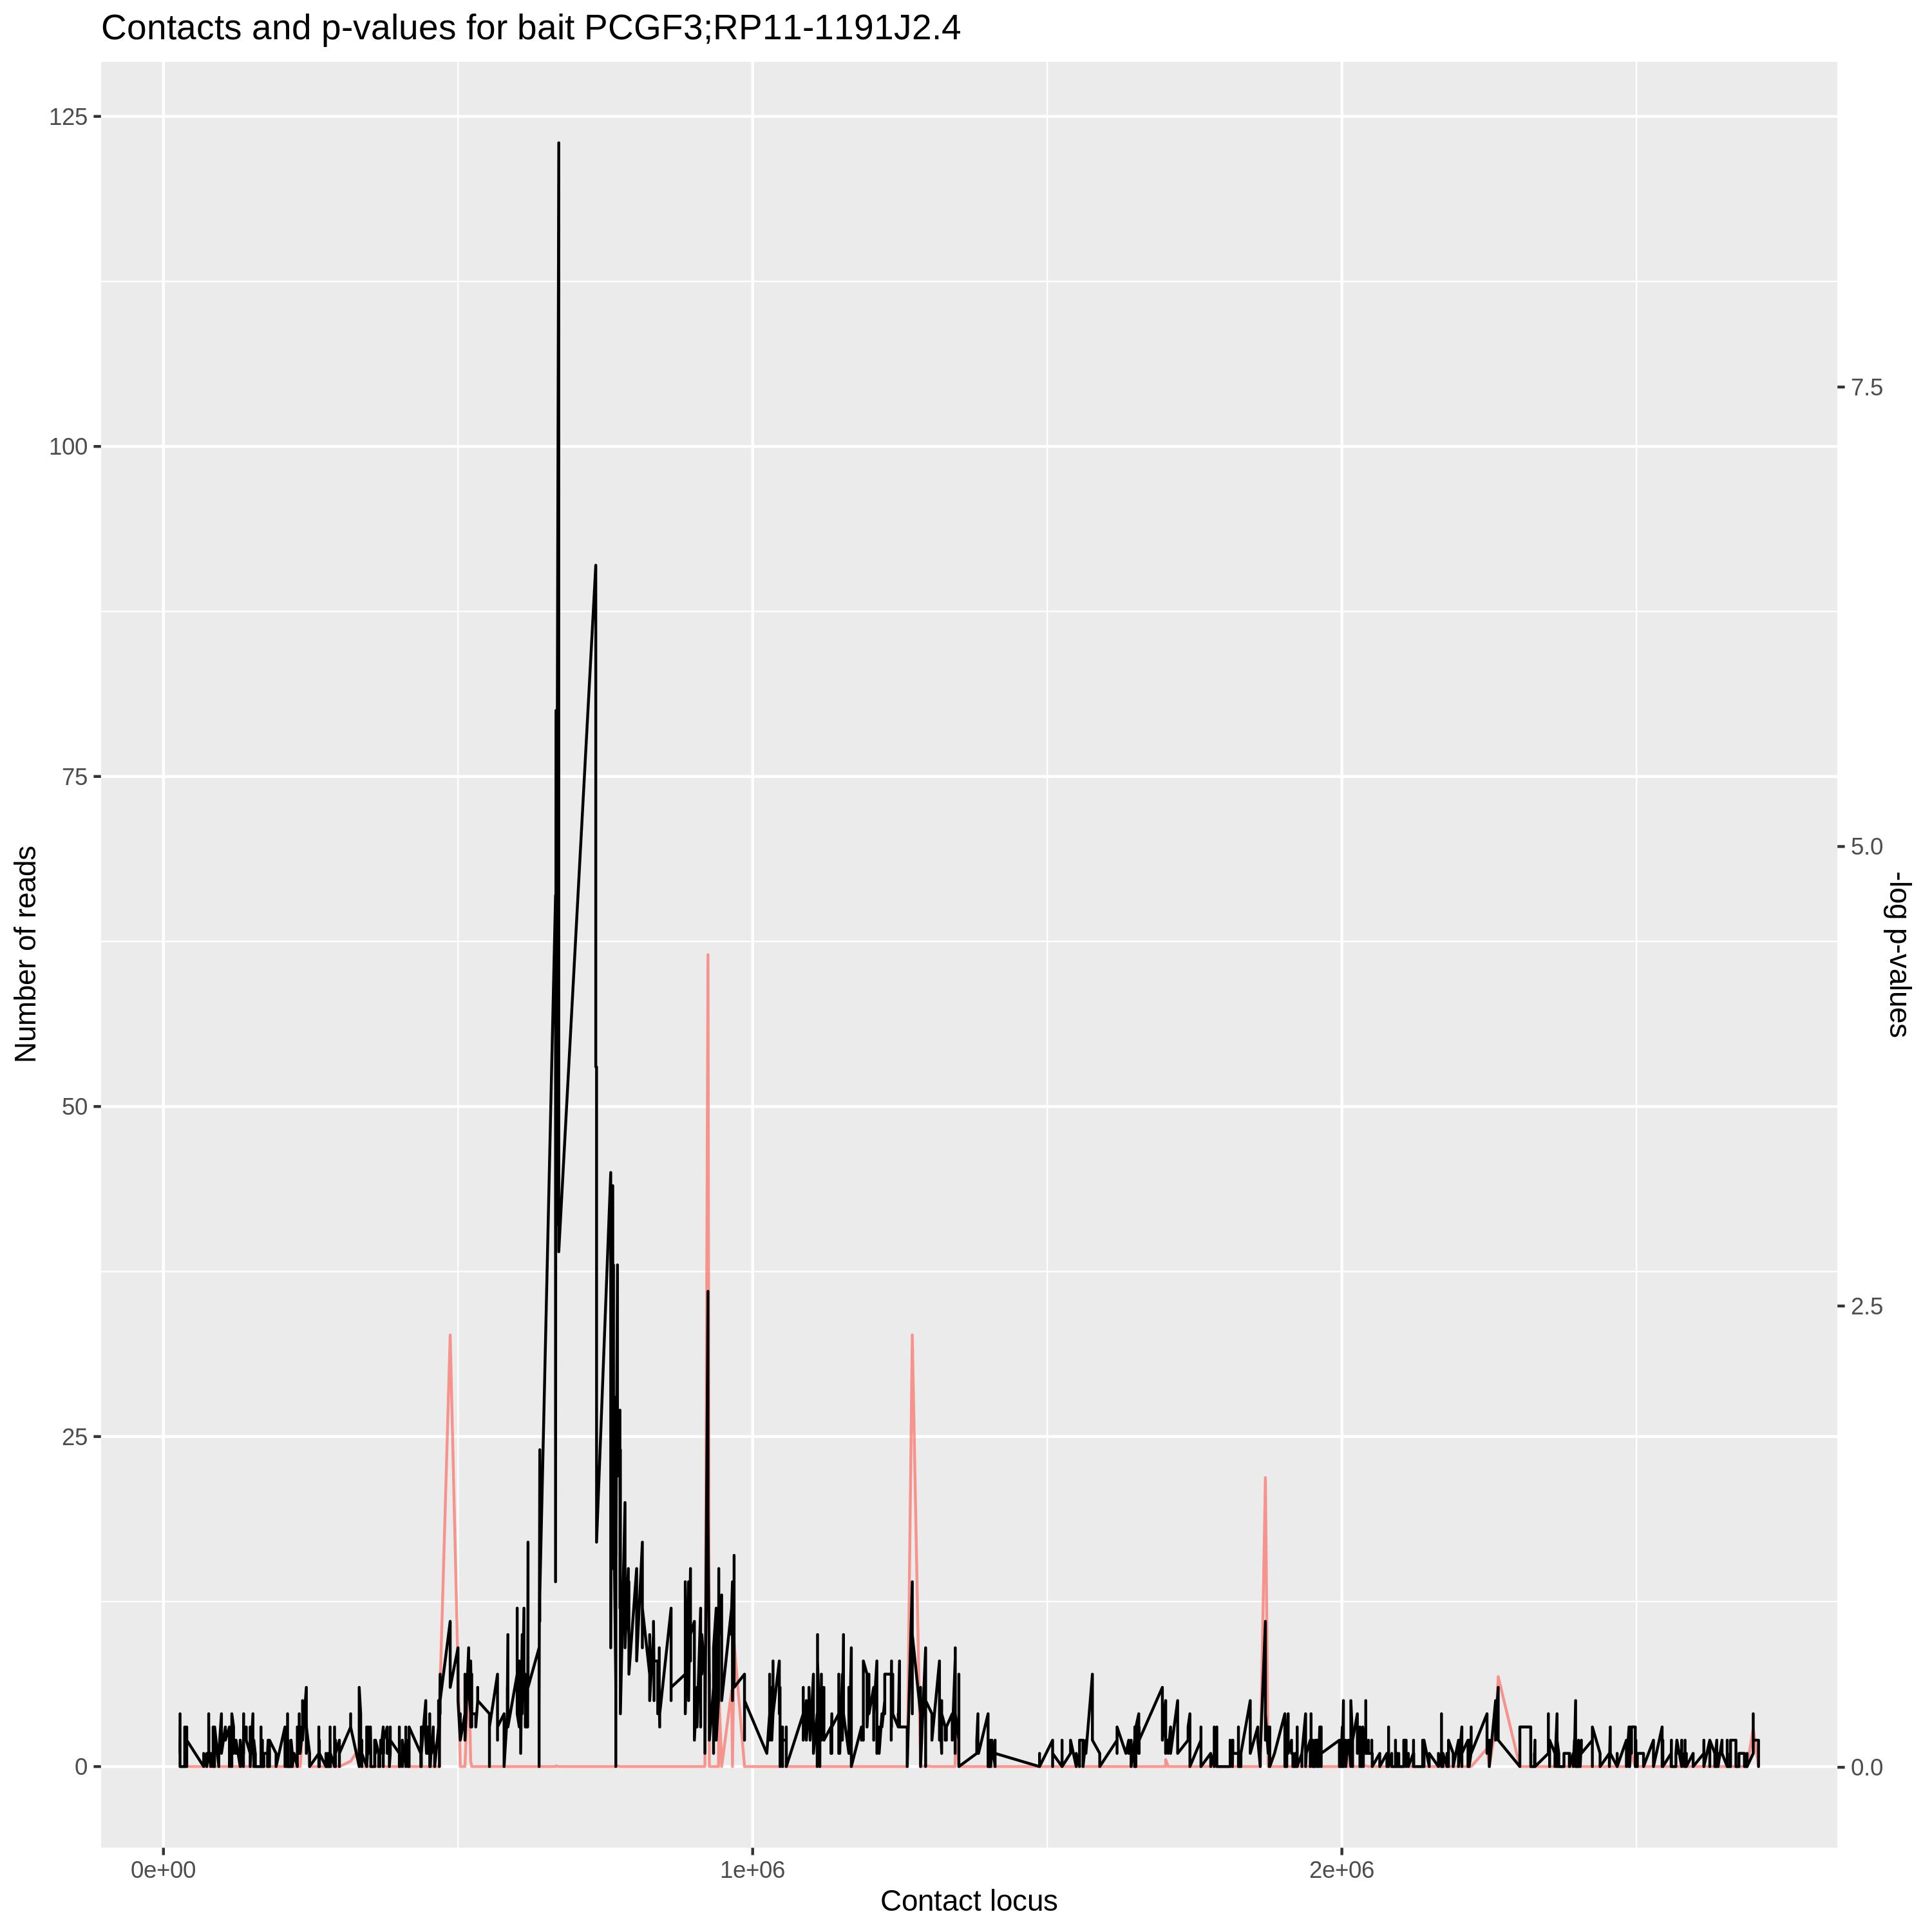 Contacts and p-values for bait PCGF3;RP11-1191J2.4
125
100
75
50
25
0
Number of reads
7.5
5.0
2.5
0.0
-log p-values
0e+00
1e+06
2e+06
Contact locus